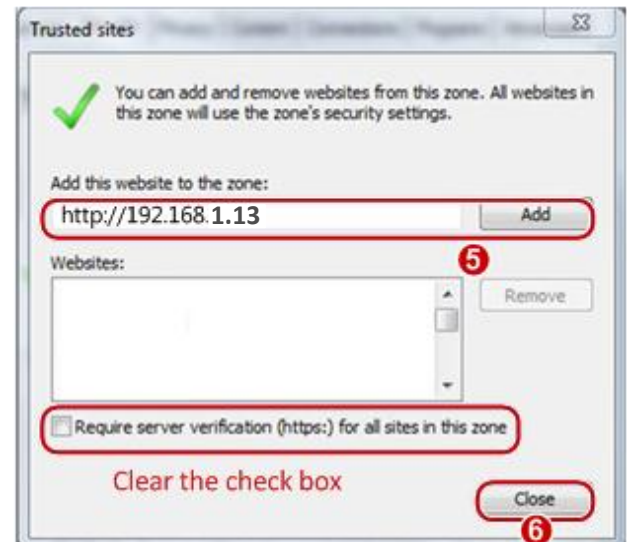 Trusted sites
You can add and remove websites from this zone. All websites in
this zone will use the zone's security settings.
Add this website to the zone:
http://192.168.1.13
Add
5
Websites:
Remove
Require server verification (https:) for all sites in this zone
Clear the check box
Close
6